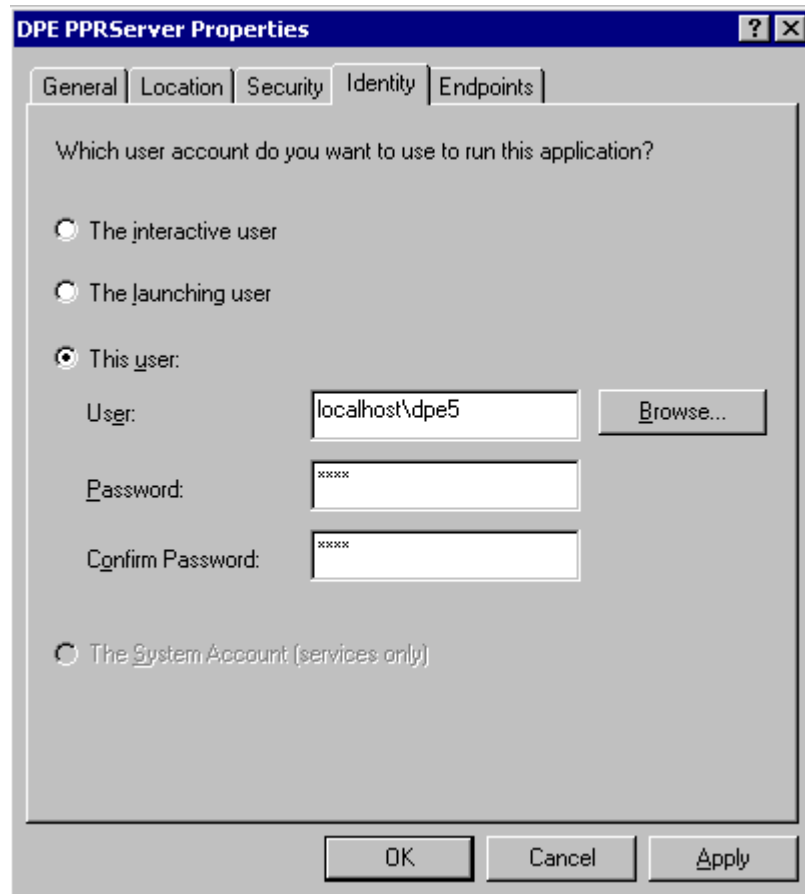 DPE PPRServer Properties
General Location Security Identity Endpoints
Which user account do you want to use to run this application?
The interactive user
The launching user
This user:
User: localhost\dpe5 Browse...
Password: ****
Confirm Password: ****
The System Account (services only)
OK Cancel Apply